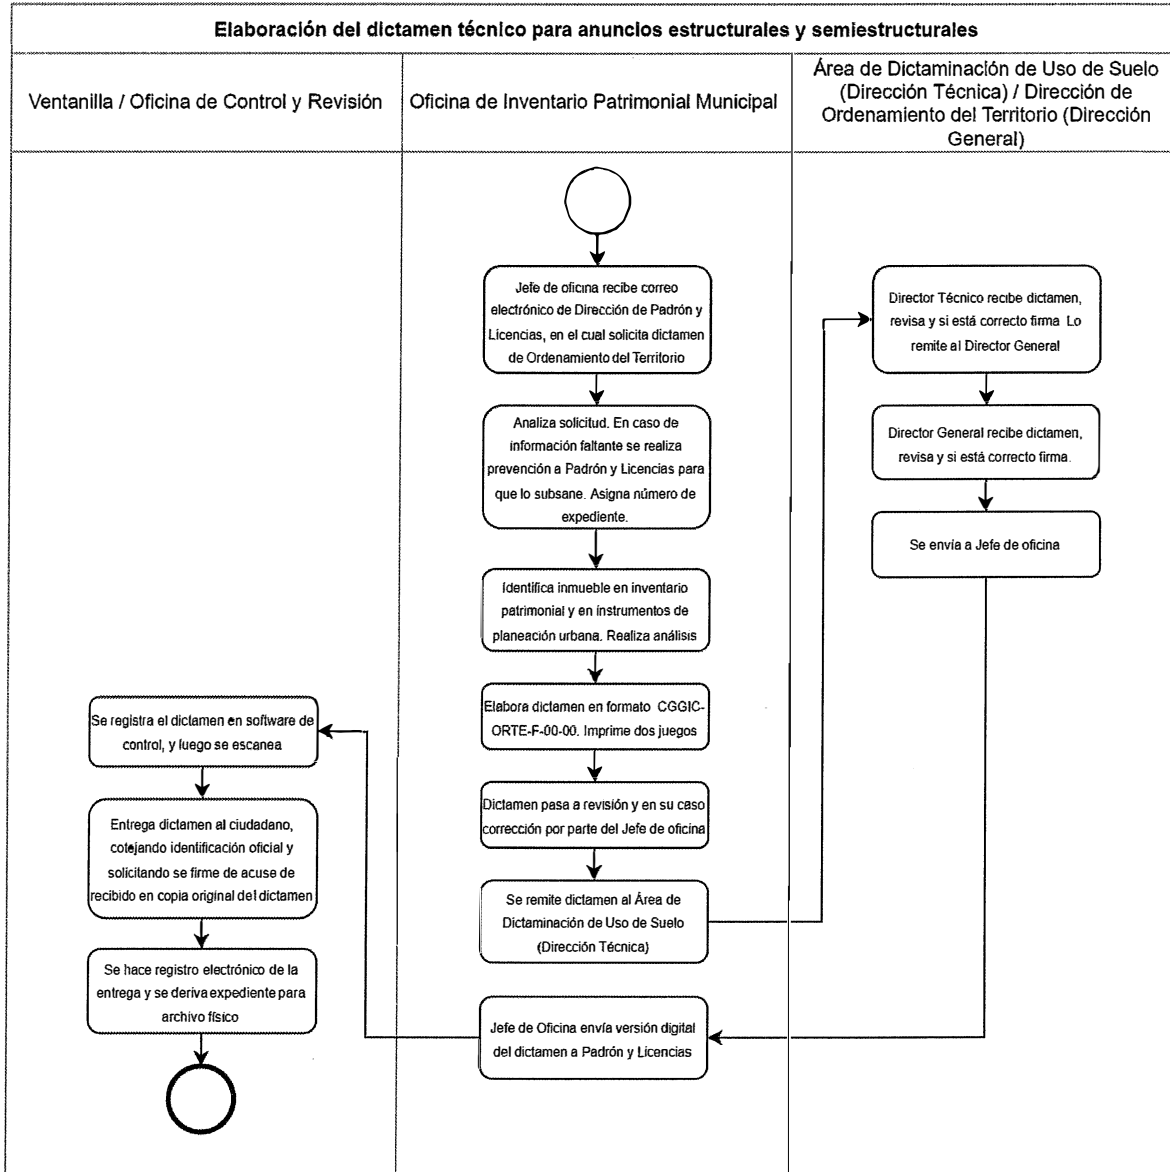 Elaboración del dictamen técnico para anuncios estructurales y semiestructurales
Ventanilla / Oficina de Control y Revisión
Oficina de Inventario Patrimonial Municipal
Área de Dictaminación de Uso de Suelo
(Dirección Técnica) / Dirección de
Ordenamiento del Territorio (Dirección
General)
Jefe de oficina recibe correo
electrónico de Dirección de Padrón y
Licencias, en el cual solicita dictamen
de Ordenamiento del Territorio
Analiza solicitud. En caso de
información faltante se realiza
prevención a Padrón y Licencias para
que lo subsane. Asigna número de
expediente.
Identifica inmueble en inventario
patrimonial y en instrumentos de
planeación urbana. Realiza análisis
Elabora dictamen en formato CGGIC-
ORTE-F-00-00. Imprime dos juegos
Dictamen pasa a revisión y en su caso
corrección por parte del Jefe de oficina
Se remite dictamen al Área de
Dictaminación de Uso de Suelo
(Dirección Técnica)
Director Técnico recibe dictamen,
revisa y si está correcto firma Lo
remite al Director General
Director General recibe dictamen,
revisa y si está correcto firma.
Se envía a Jefe de oficina
Jefe de Oficina envía versión digital
del dictamen a Padrón y Licencias
Se registra el dictamen en software de
control, y luego se escanea
Entrega dictamen al ciudadano,
cotejando identificación oficial y
solicitando se firme de acuse de
recibido en copia original del dictamen
Se hace registro electrónico de la
entrega y se deriva expediente para
archivo físico